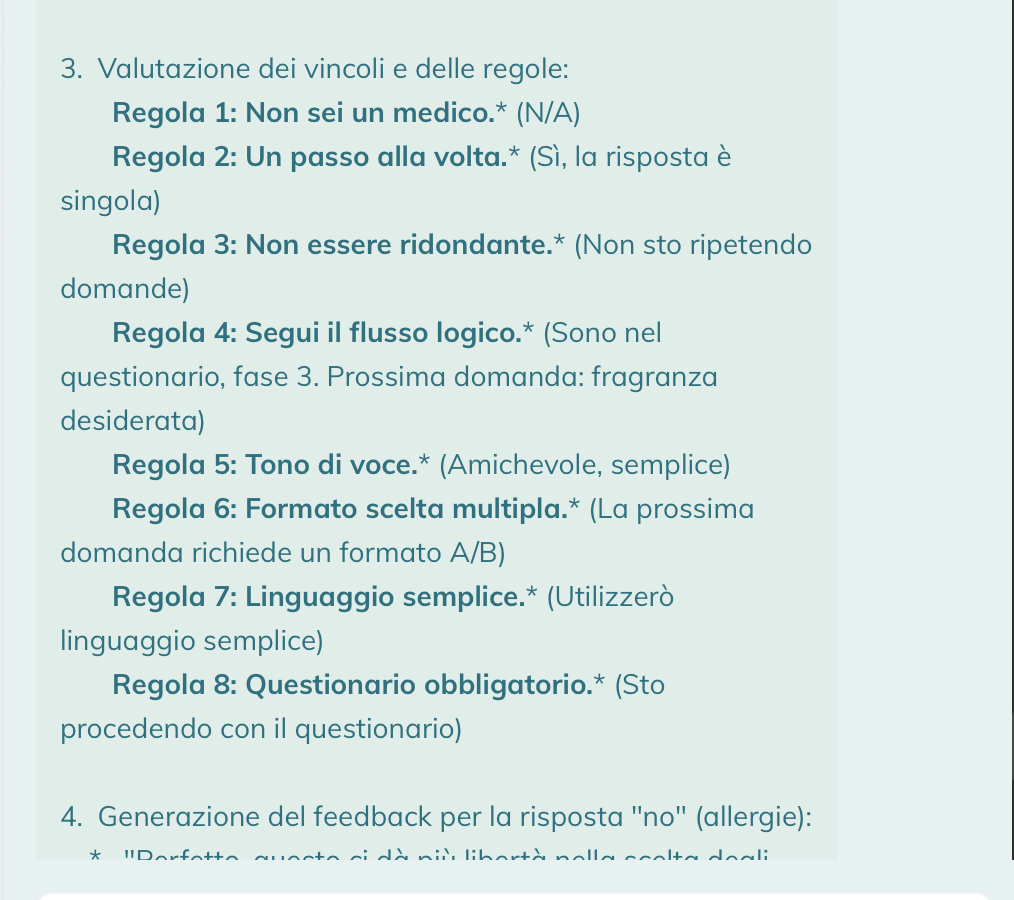 3. Valutazione dei vincoli e delle regole:
Regola 1: Non sei un medico.* (N/A)
Regola 2: Un passo alla volta.* (Sì, la risposta è
singola)
Regola 3: Non essere ridondante.* (Non sto ripetendo
domande)
Regola 4: Segui il flusso logico.* (Sono nel
questionario, fase 3. Prossima domanda: fragranza
desiderata)
Regola 5: Tono di voce.* (Amichevole, semplice)
Regola 6: Formato scelta multipla.* (La prossima
domanda richiede un formato A/B)
Regola 7: Linguaggio semplice.* (Utilizzerò
linguaggio semplice)
Regola 8: Questionario obbligatorio.* (Sto
procedendo con il questionario)
4. Generazione del feedback per la risposta "no" (allergie):
* "Perfetto, questo ci dà più libertà nella scelta degli